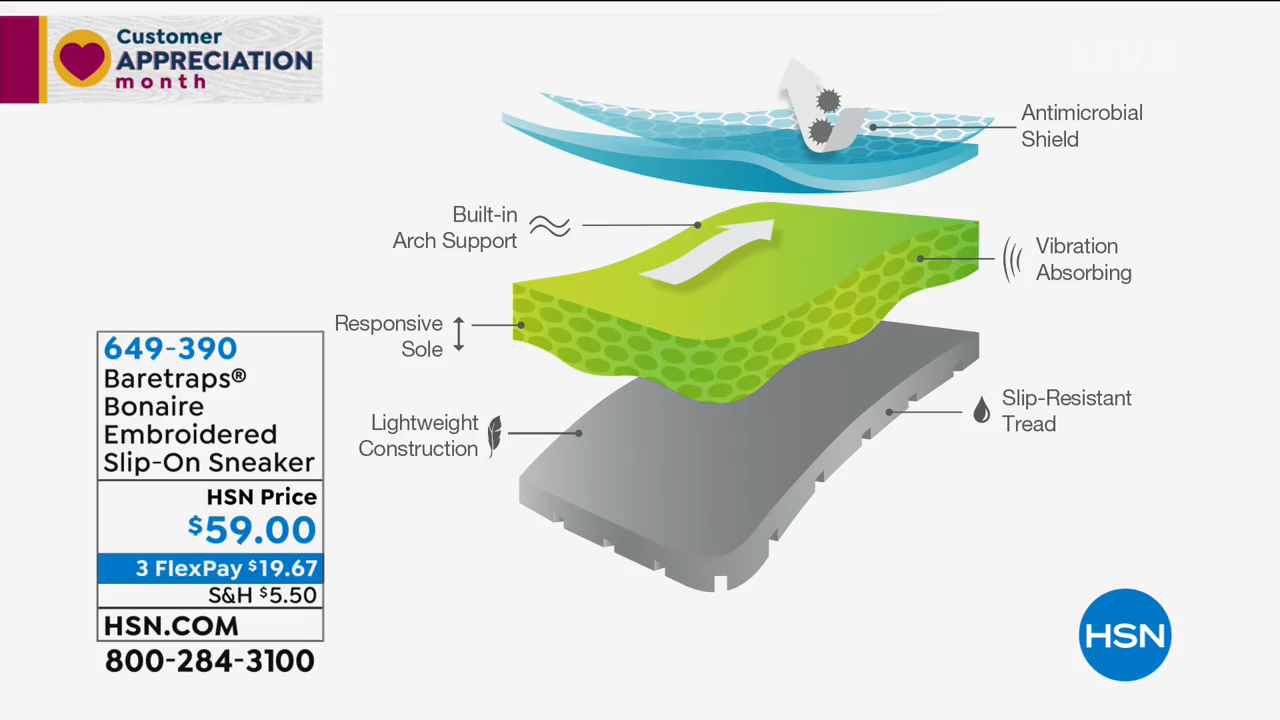 Customer
APPRECIATION
month
Antimicrobial
Shield
Built-in
Arch Support
Vibration
Absorbing
Responsive
Sole
Lightweight
Construction
Slip-Resistant
Tread
649-390
Baretraps®
Bonaire
Embroidered
Slip-On Sneaker
HSN Price
$59.00
3 FlexPay $19.67
S&H $5.50
HSN.COM
800-284-3100
HSN